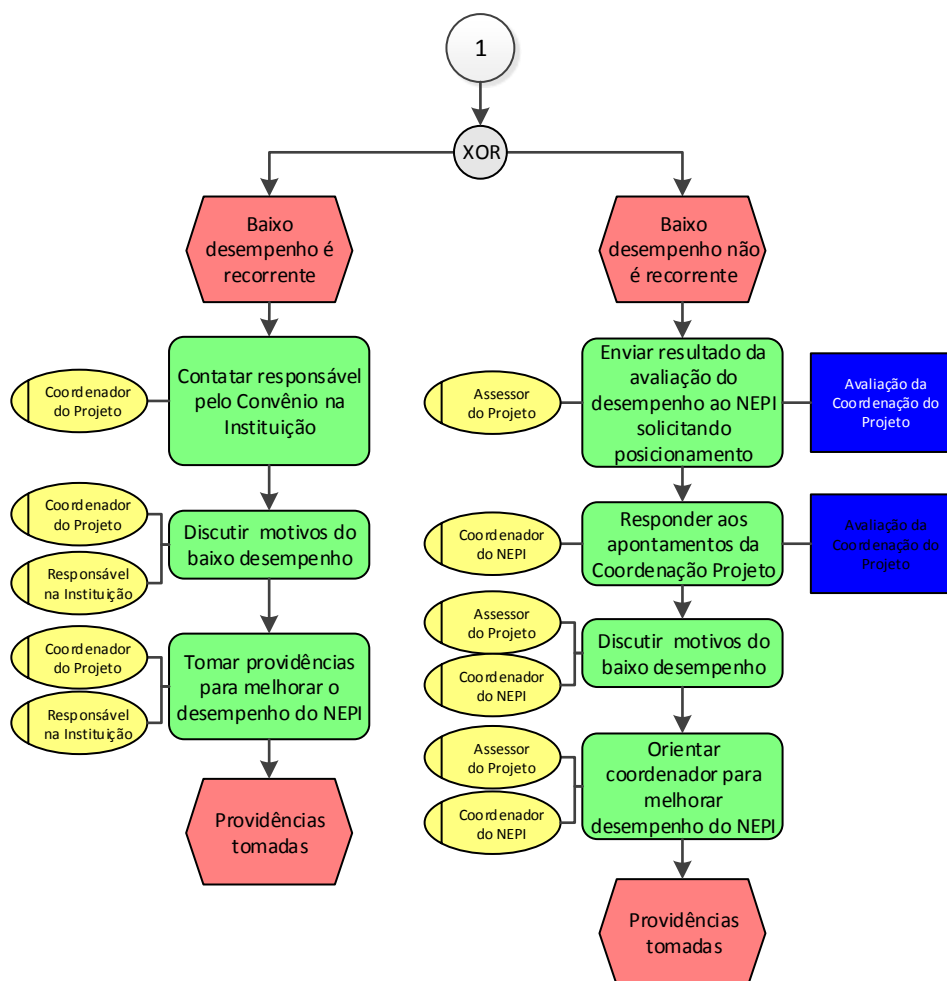 1
XOR
Baixo
desempenho é
recorrente
Contatar responsável
pelo Convênio na
Instituição
Coordenador
do Projeto
Discutir motivos do
baixo desempenho
Coordenador
do Projeto
Responsável
na Instituição
Tomar providências
para melhorar o
desempenho do NEPI
Coordenador
do Projeto
Responsável
na Instituição
Providências
tomadas
Baixo
desempenho não
é recorrente
Enviar resultado da
avaliação do
desempenho ao NEPI
solicitando
posicionamento
Assessor
do Projeto
Avaliação da
Coordenação do
Projeto
Responder aos
apontamentos da
Coordenação Projeto
Coordenador
do NEPI
Avaliação da
Coordenação do
Projeto
Discutir motivos do
baixo desempenho
Assessor
do Projeto
Coordenador
do NEPI
Orientar
coordenador para
melhorar
desempenho do NEPI
Assessor
do Projeto
Coordenador
do NEPI
Providências
tomadas